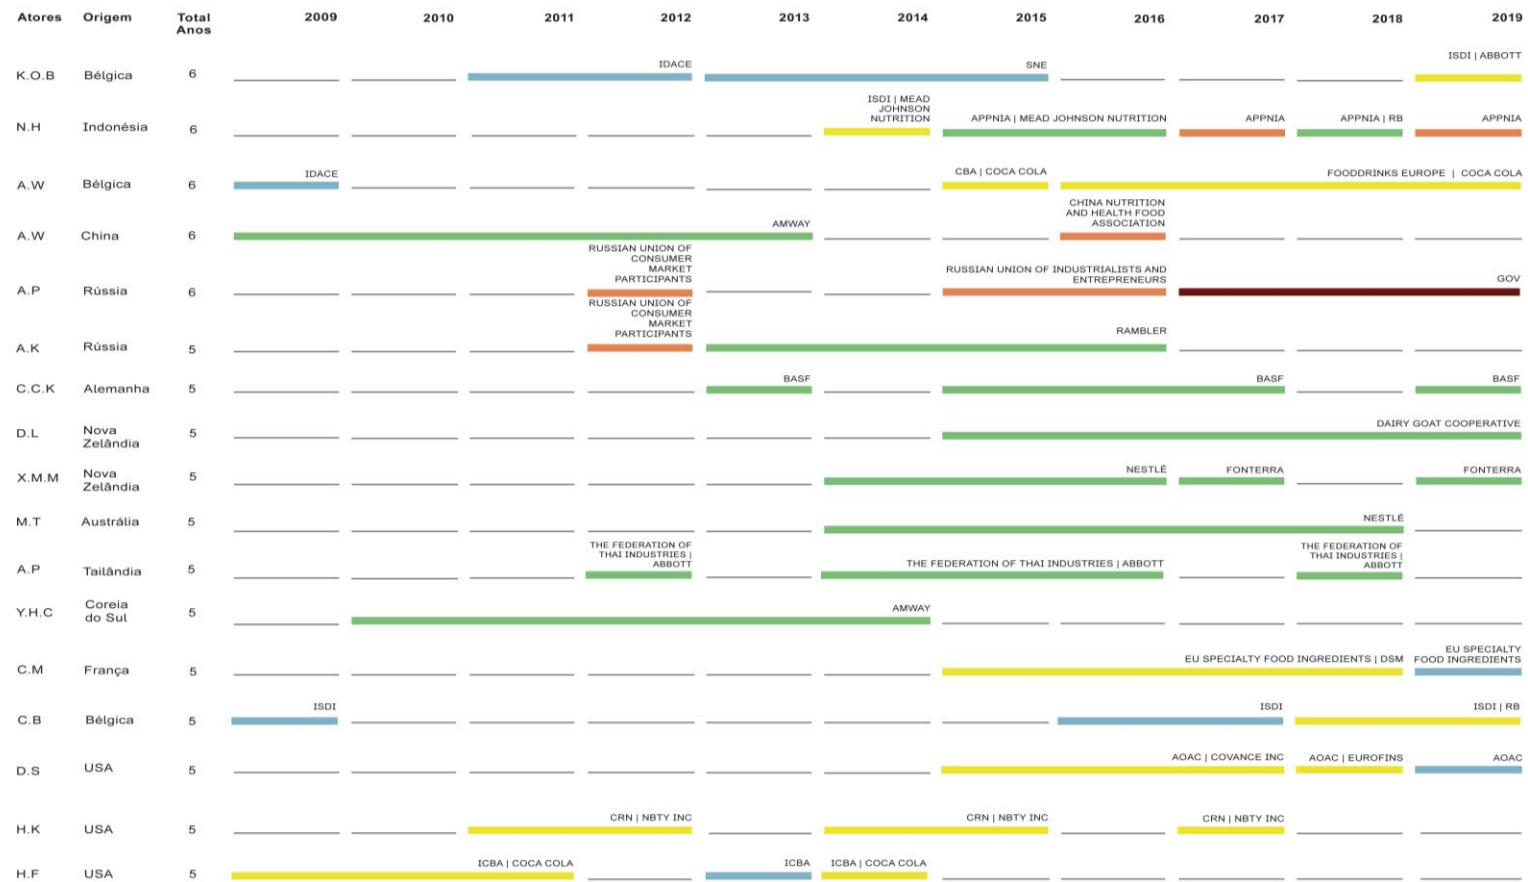 Atores Origem Total Anos 2009 2010 2011 2012 2013 2014 2015 2016 2017 2018 2019
K.O.B Bélgica 6 IDACE SNE ISDI | ABBOTT
N.H Indonésia 6 ISDI | MEAD JOHNSON NUTRITION APPNIA | MEAD JOHNSON NUTRITION APPNIA APPNIA | RB APPNIA
A.W Bélgica 6 IDACE CBA | COCA COLA FOODDRINKS EUROPE | COCA COLA
A.W China 6 AMWAY CHINA NUTRITION AND HEALTH FOOD ASSOCIATION
A.P Rússia 6 RUSSIAN UNION OF CONSUMER MARKET PARTICIPANTS RUSSIAN UNION OF INDUSTRIALISTS AND ENTREPRENEURS GOV
A.K Rússia 5 RUSSIAN UNION OF CONSUMER MARKET PARTICIPANTS RAMBLER
C.C.K Alemanha 5 BASF BASF BASF
D.L Nova Zelândia 5 DAIRY GOAT COOPERATIVE
X.M.M Nova Zelândia 5 NESTLÉ FONTERRA FONTERRA
M.T Austrália 5 NESTLÉ
A.P Tailândia 5 THE FEDERATION OF THAI INDUSTRIES | ABBOTT THE FEDERATION OF THAI INDUSTRIES | ABBOTT THE FEDERATION OF THAI INDUSTRIES | ABBOTT
Y.H.C Coreia do Sul 5 AMWAY
C.M França 5 EU SPECIALTY FOOD INGREDIENTS | DSM EU SPECIALTY FOOD INGREDIENTS
C.B Bélgica 5 ISDI ISDI ISDI | RB
D.S USA 5 AOAC | COVANCE INC AOAC | EUROFINS AOAC
H.K USA 5 CRN | NBTY INC CRN | NBTY INC CRN | NBTY INC
H.F USA 5 ICBA | COCA COLA ICBA ICBA | COCA COLA